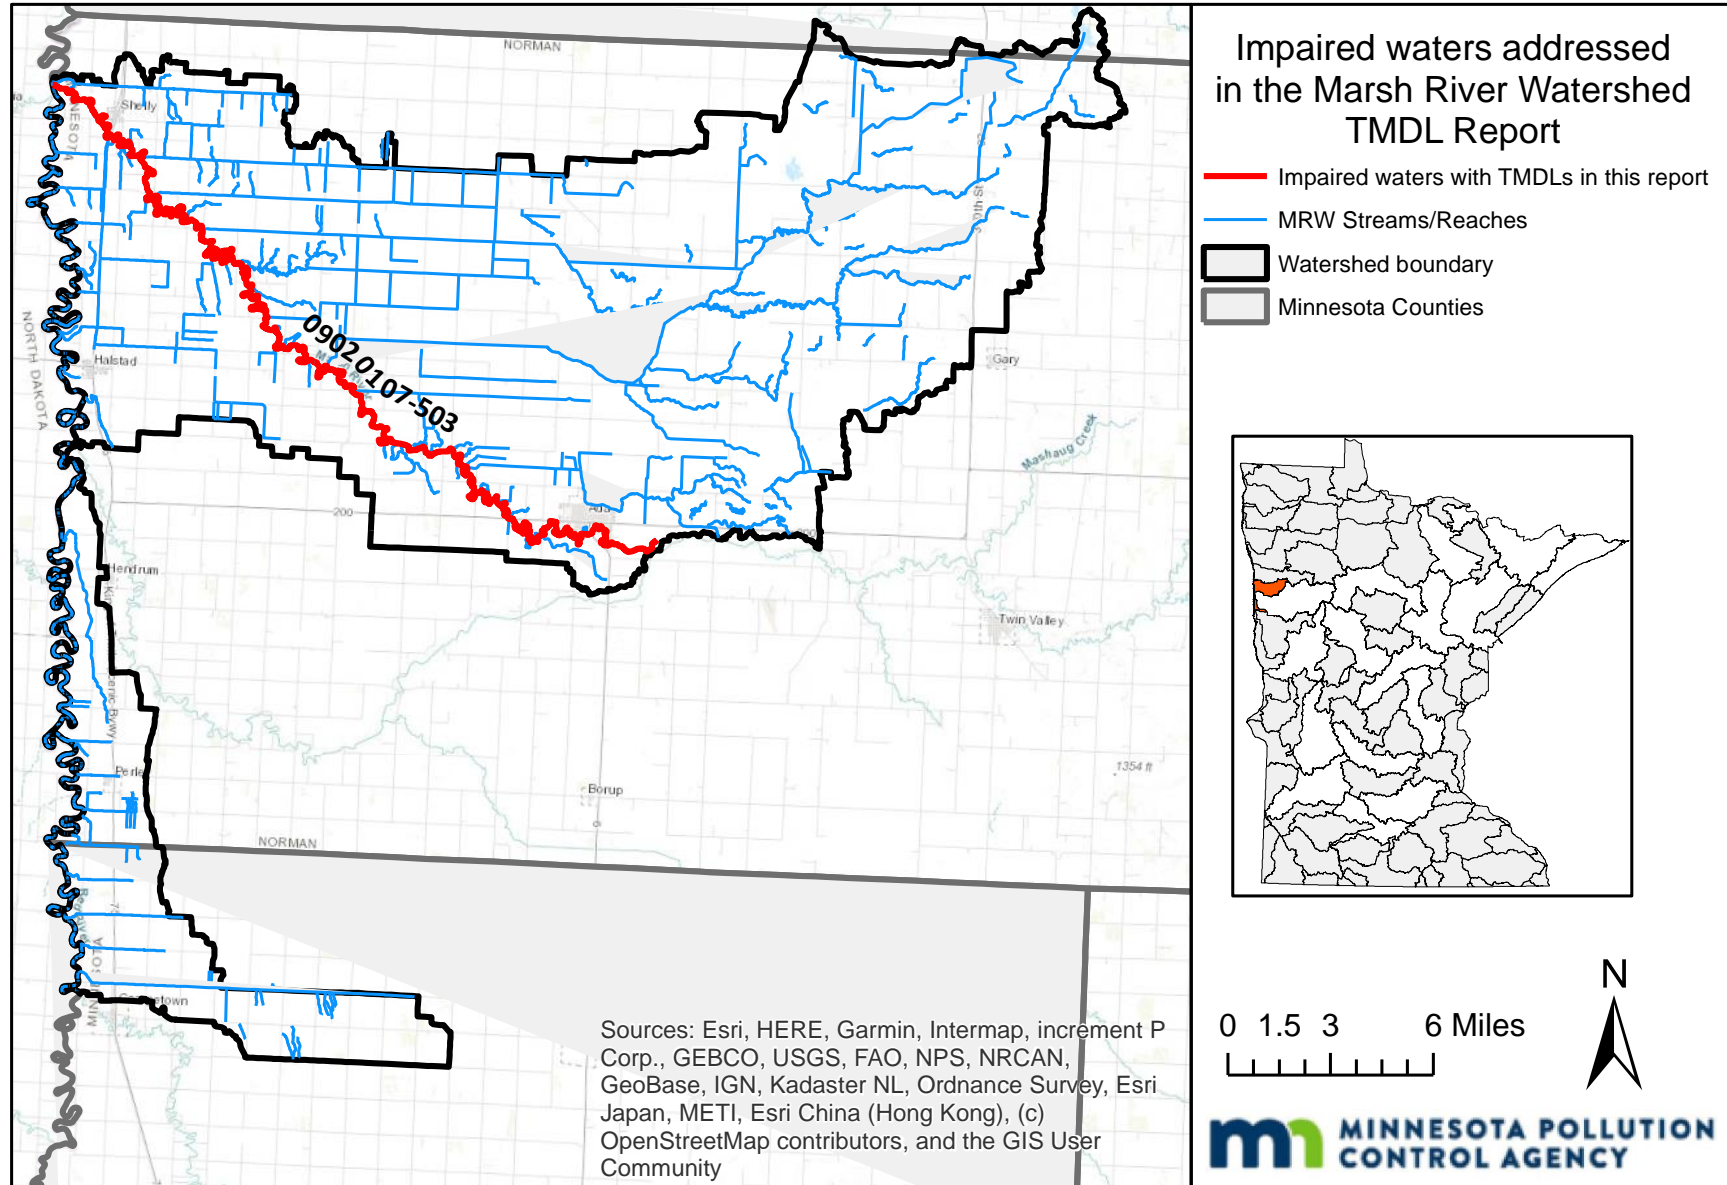 Impaired waters addressed
in the Marsh River Watershed
TMDL Report
Impaired waters with TMDLs in this report
MRW Streams/Reaches
Watershed boundary
Minnesota Counties
NORMAN
Shelly
Halstad
NORTH DAKOTA
09020107-503
Gary
Mashaug Creek
Ada
200
Hendrum
Twin Valley
Perley
Borup
1354 ft
NORMAN
75
Sources: Esri, HERE, Garmin, Intermap, increment P
Corp., GEBCO, USGS, FAO, NPS, NRCAN,
GeoBase, IGN, Kadaster NL, Ordnance Survey, Esri
Japan, METI, Esri China (Hong Kong), (c)
OpenStreetMap contributors, and the GIS User
Community
N
0 1.5 3 6 Miles
MINNESOTA POLLUTION
CONTROL AGENCY